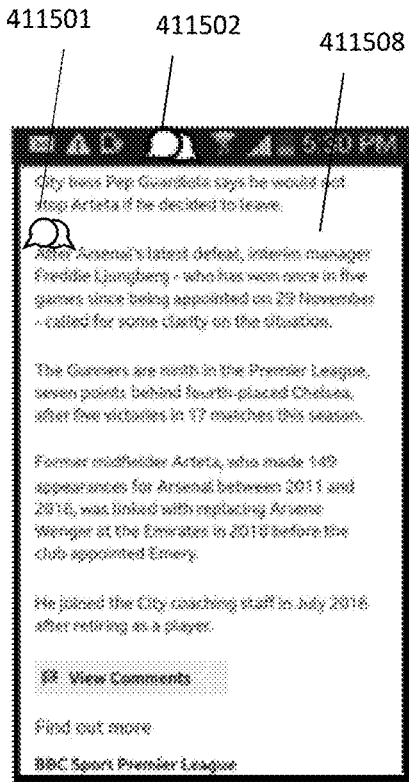 411501
411502
411508
5:30 PM
City boss Pep Guardiola says he would not
stop Arteta if he decided to leave.
After Arsenal's latest defeat, interim manager
Freddie Ljungberg - who has won once in five
games since being appointed on 29 November
- called for some clarity on the situation.
The Gunners are ninth in the Premier League,
seven points behind fourth-placed Chelsea,
after five victories in 17 matches this season.
Former midfielder Arteta, who made 149
appearances for Arsenal between 2011 and
2016, was linked with replacing Arsene
Wenger at the Emirates in 2018 before the
club appointed Emery.
He joined the City coaching staff in July 2016
after retiring as a player.
View Comments
Find out more
BBC Sport Premier League